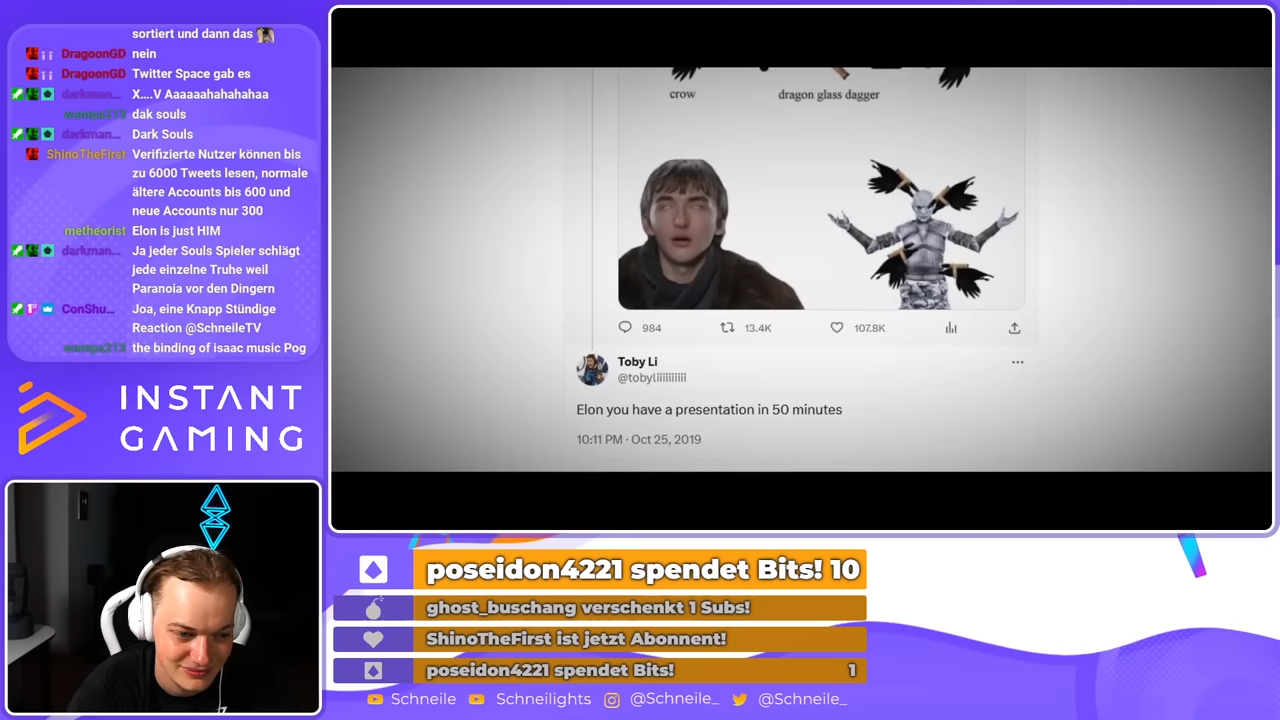 sortiert und dann das
DragoonGD nein
DragoonGD Twitter Space gab es
darkman... X....V Aaaaaahahahahaa
wampu213 dak souls
darkman... Dark Souls
ShinoTheFirst Verifizierte Nutzer können bis
zu 6000 Tweets lesen, normale
ältere Accounts bis 600 und
neue Accounts nur 300
metheorist Elon is just HIM
darkman... Ja jeder Souls Spieler schlägt
jede einzelne Truhe weil
Paranoia vor den Dingern
ConShu... Joa, eine Knapp Stündige
Reaction @SchneileTV
wampu213 the binding of isaac music Pog
INSTANT
GAMING
crow
dragon glass dagger
984 13.4K 107.8K
Toby Li
@tobyliiiiiiiiii
Elon you have a presentation in 50 minutes
10:11 PM · Oct 25, 2019
poseidon4221 spendet Bits! 10
ghost_buschang verschenkt 1 Subs!
ShinoTheFirst ist jetzt Abonnent!
poseidon4221 spendet Bits! 1
Schneile Schneilights @Schneile_ @Schneile_